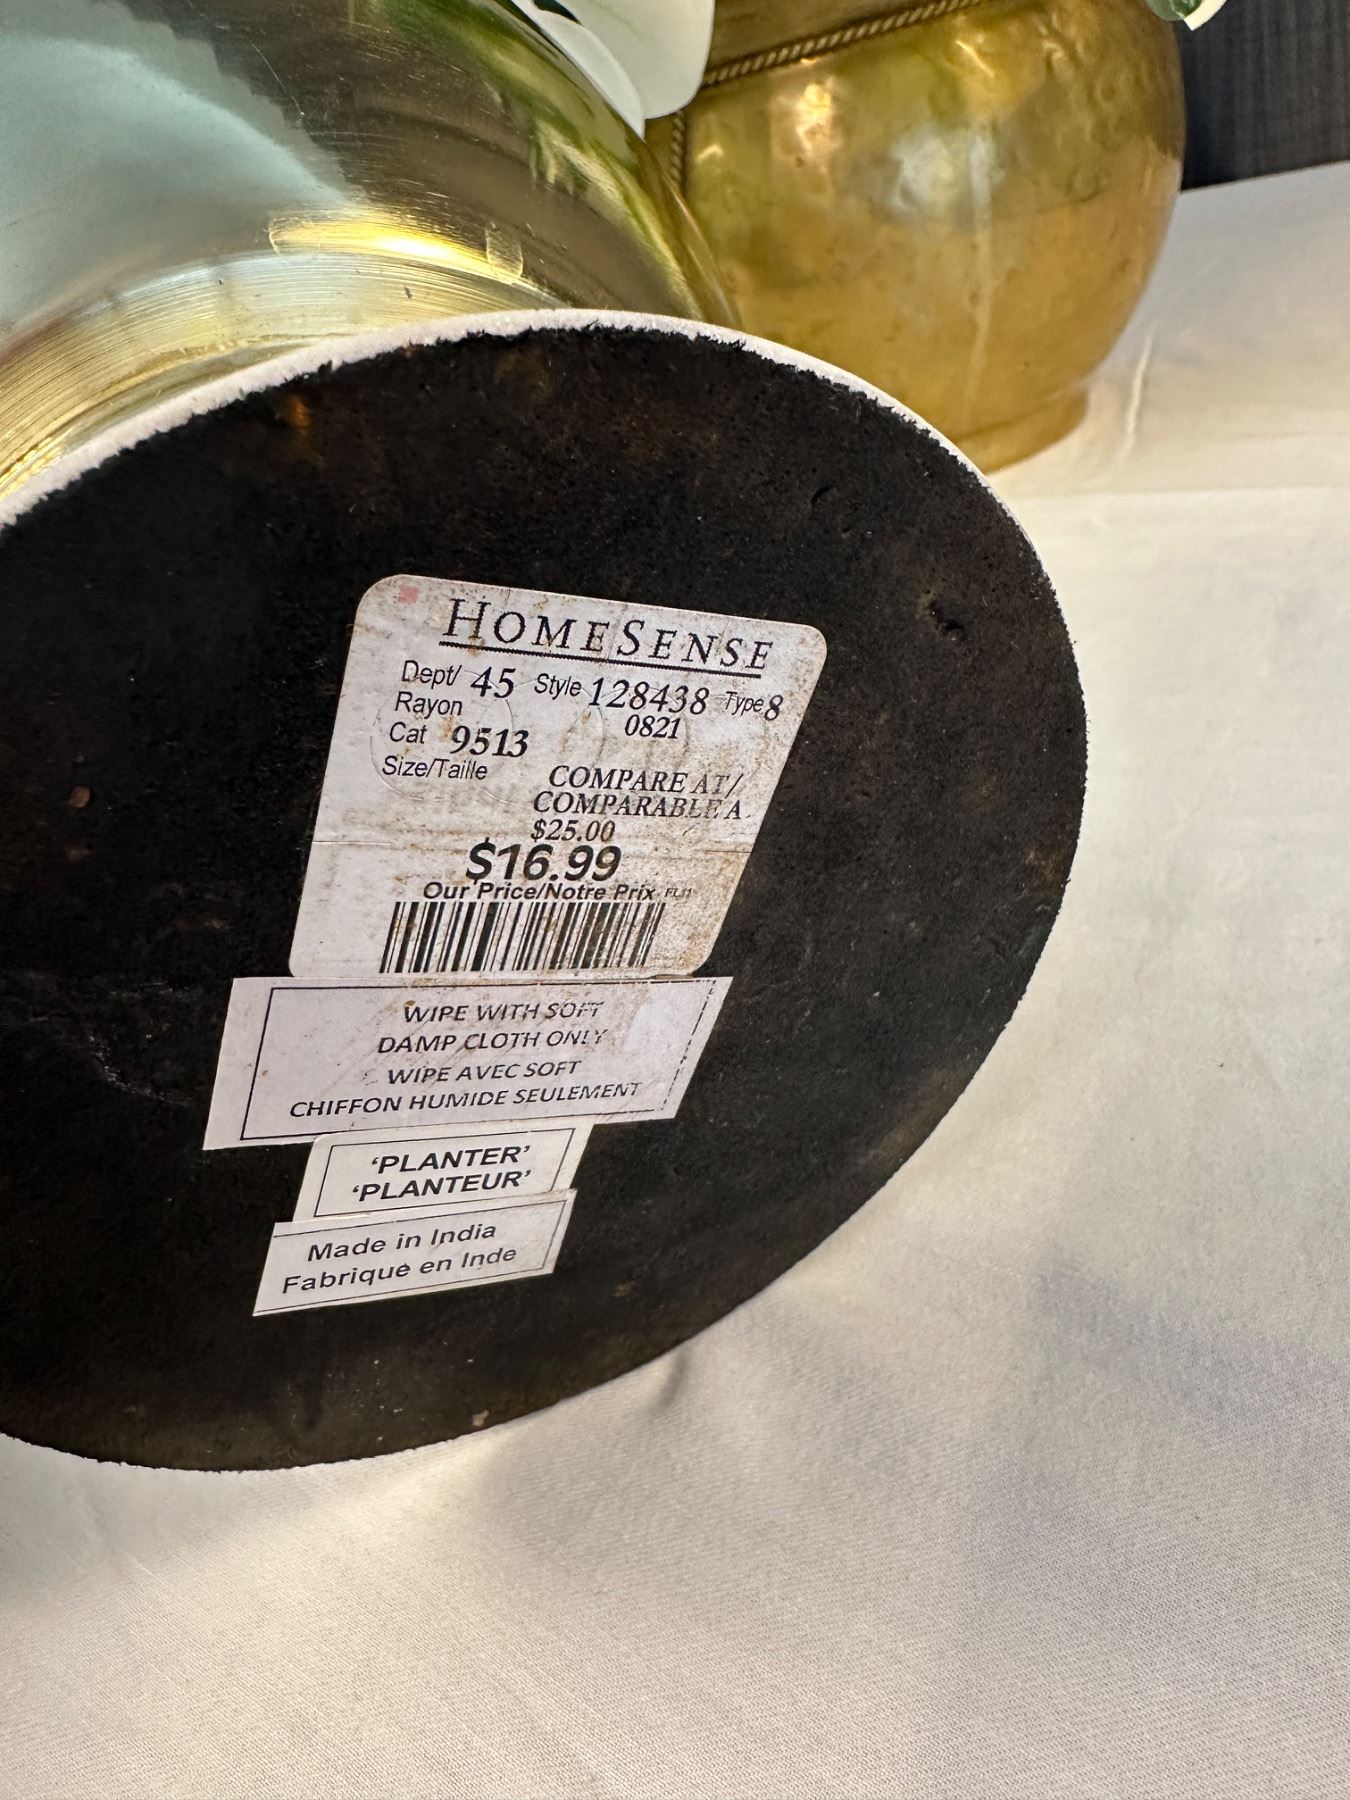 HOMESENSE
Dept/ 45 Style 128438 Type 8
Rayon 0821
Cat 9513
Size/Taille
COMPARE AT/
COMPARABLE A
$25.00
$16.99
Our Price/Notre Prix
WIPE WITH SOFT
DAMP CLOTH ONLY
WIPE AVEC SOFT
CHIFFON HUMIDE SEULEMENT
'PLANTER'
'PLANTEUR'
Made in India
Fabriqué en Inde